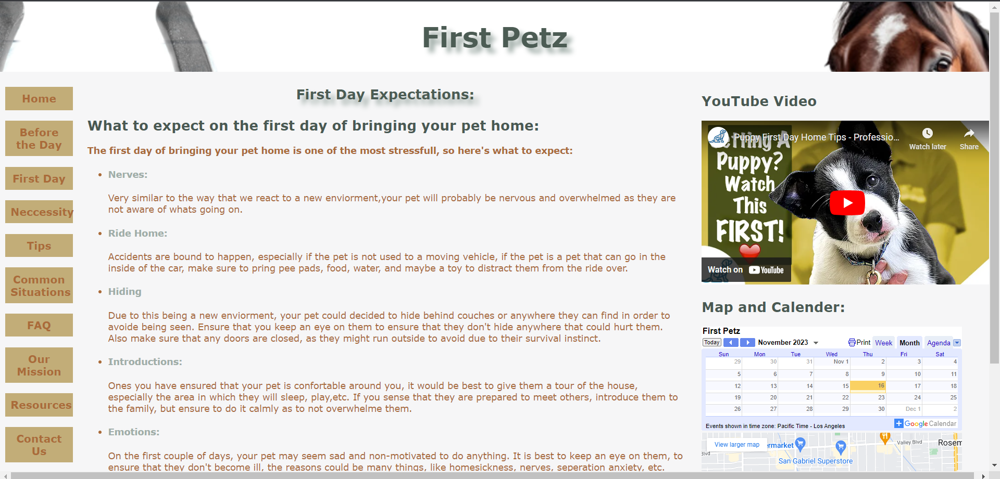 First Petz
Home
Before
the Day
First Day
Neccessity
Tips
Common
Situations
FAQ
Our
Mission
Resources
Contact
Us
First Day Expectations:
What to expect on the first day of bringing your pet home:
The first day of bringing your pet home is one of the most stressfull, so here's what to expect:
• Nerves:
Very similar to the way that we react to a new enviorment,your pet will probably be nervous and overwhelmed as they are
not aware of whats going on.
• Ride Home:
Accidents are bound to happen, especially if the pet is not used to a moving vehicle, if the pet is a pet that can go in the
inside of the car, make sure to pring pee pads, food, water, and maybe a toy to distract them from the ride over.
• Hiding
Due to this being a new enviorment, your pet could decided to hide behind couches or anywhere they can find in order to
avoide being seen. Ensure that you keep an eye on them to ensure that they don't hide anywhere that could hurt them.
Also make sure that any doors are closed, as they might run outside to avoid due to their survival instinct.
• Introductions:
Ones you have ensured that your pet is confortable around you, it would be best to give them a tour of the house,
especially the area in which they will sleep, play,etc. If you sense that they are prepared to meet others, introduce them to
the family, but ensure to do it calmly as to not overwhelme them.
• Emotions:
On the first couple of days, your pet may seem sad and non-motivated to do anything. It is best to keep an eye on them, to
ensure that they don't become ill, the reasons could be many things, like homesickness, nerves, seperation anxiety, etc.
YouTube Video
Puppy First Day Home Tips - Professio...
Watch later
Share
A
Puppy?
Watch
This
FIRST!
Watch on YouTube
Map and Calender:
First Petz
Today November 2023 Print Week Month Agenda
Sun Mon Tue Wed Thu Fri Sat
29 30 31 Nov 1 2 3 4
5 6 7 8 9 10 11
12 13 14 15 16 17 18
19 20 21 22 23 24 25
26 27 28 29 30 Dec 1 2
Events shown in time zone: Pacific Time - Los Angeles
Google Calendar
View larger map
ermarket
Valley Blvd
Rosem
Blvd
San Gabriel Superstore